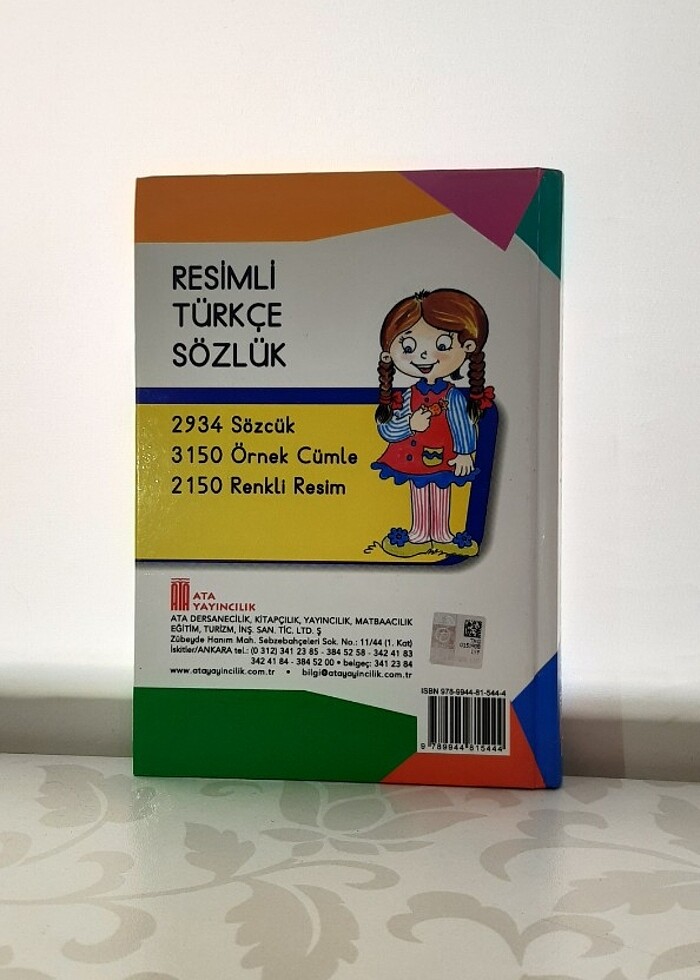 RESİMLİ
TÜRKÇE
SÖZLÜK
2934 Sözcük
3150 Örnek Cümle
2150 Renkli Resim
ATA
ATA
YAYINCILIK
ATA DERSANECİLİK, KİTAPÇILIK, YAYINCILIK, MATBAACILIK
EĞİTİM, TURİZM, İNŞ. SAN. TİC. LTD. Ş
Zübeyde Hanım Mah. Sebzebahçeleri Sok. No.: 11/44 (1. Kat)
İskitler/ANKARA tel.: (0 312) 341 23 85 - 384 52 58 - 342 41 83
342 41 84 - 384 52 00 • belgeç: 341 23 84
www.atayayincilik.com.tr • bilgi@atayayincilik.com.tr
ISBN 978-9944-81-544-4
9 789944 815444